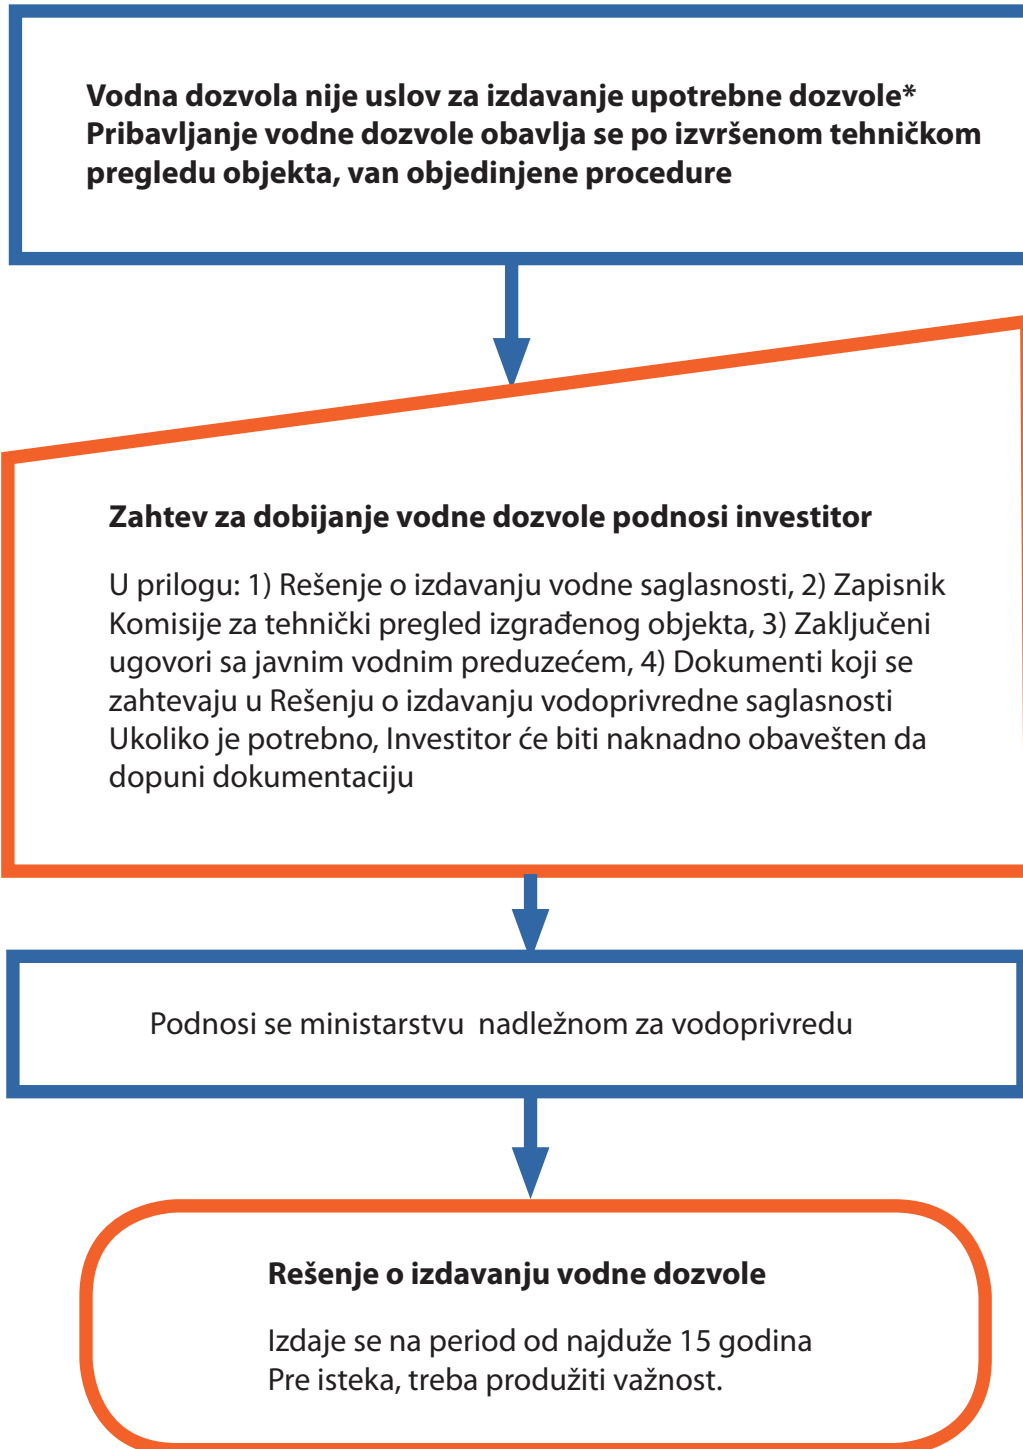 Vodna dozvola nije uslov za izdavanje upotrebne dozvole*
Pribavljanje vodne dozvole obavlja se po izvršenom tehničkom
pregledu objekta, van objedinjene procedure
Zahtev za dobijanje vodne dozvole podnosi investitor
U prilogu: 1) Rešenje o izdavanju vodne saglasnosti, 2) Zapisnik
Komisije za tehnički pregled izgrađenog objekta, 3) Zaključeni
ugovori sa javnim vodnim preduzećem, 4) Dokumenti koji se
zahtevaju u Rešenju o izdavanju vodoprivredne saglasnosti
Ukoliko je potrebno, Investitor će biti naknadno obavešten da
dopuni dokumentaciju
Podnosi se ministarstvu nadležnom za vodoprivredu
Rešenje o izdavanju vodne dozvole
Izdaje se na period od najduže 15 godina
Pre isteka, treba produžiti važnost.